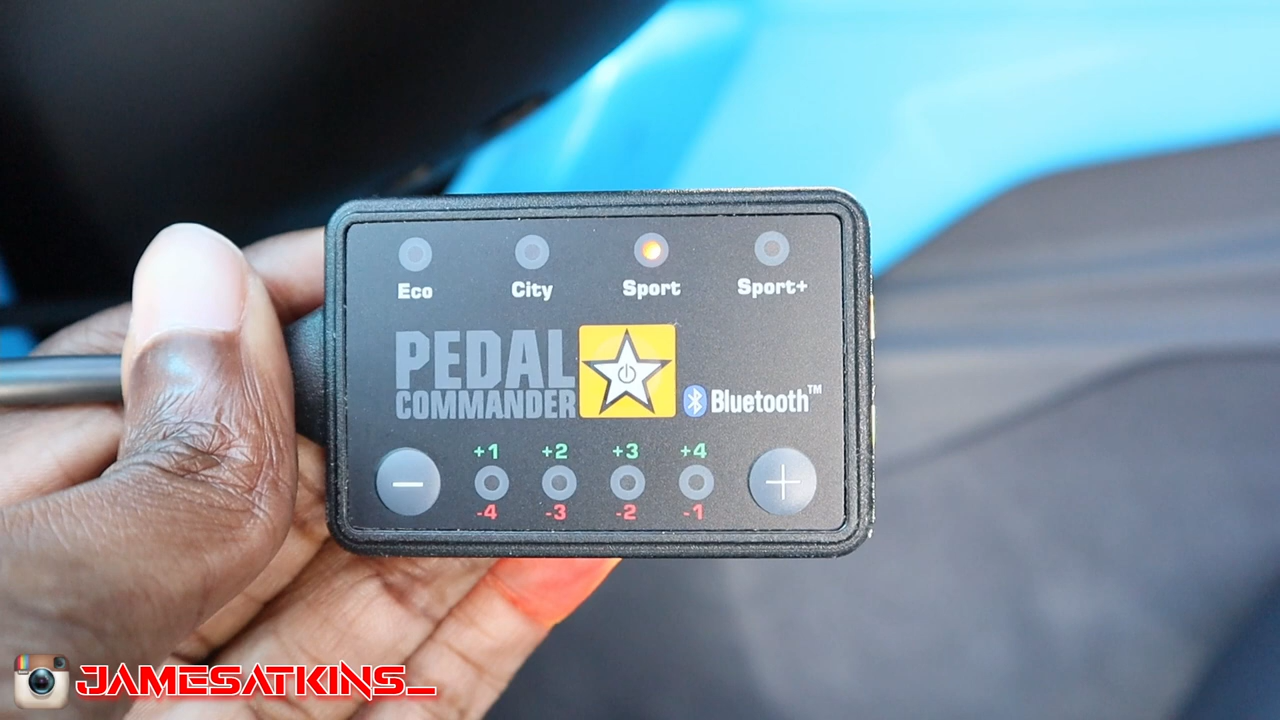 Eco City Sport Sport+
PEDAL
COMMANDER
Bluetooth™
+1 +2 +3 +4
-4 -3 -2 -1
JAMESATKINS_